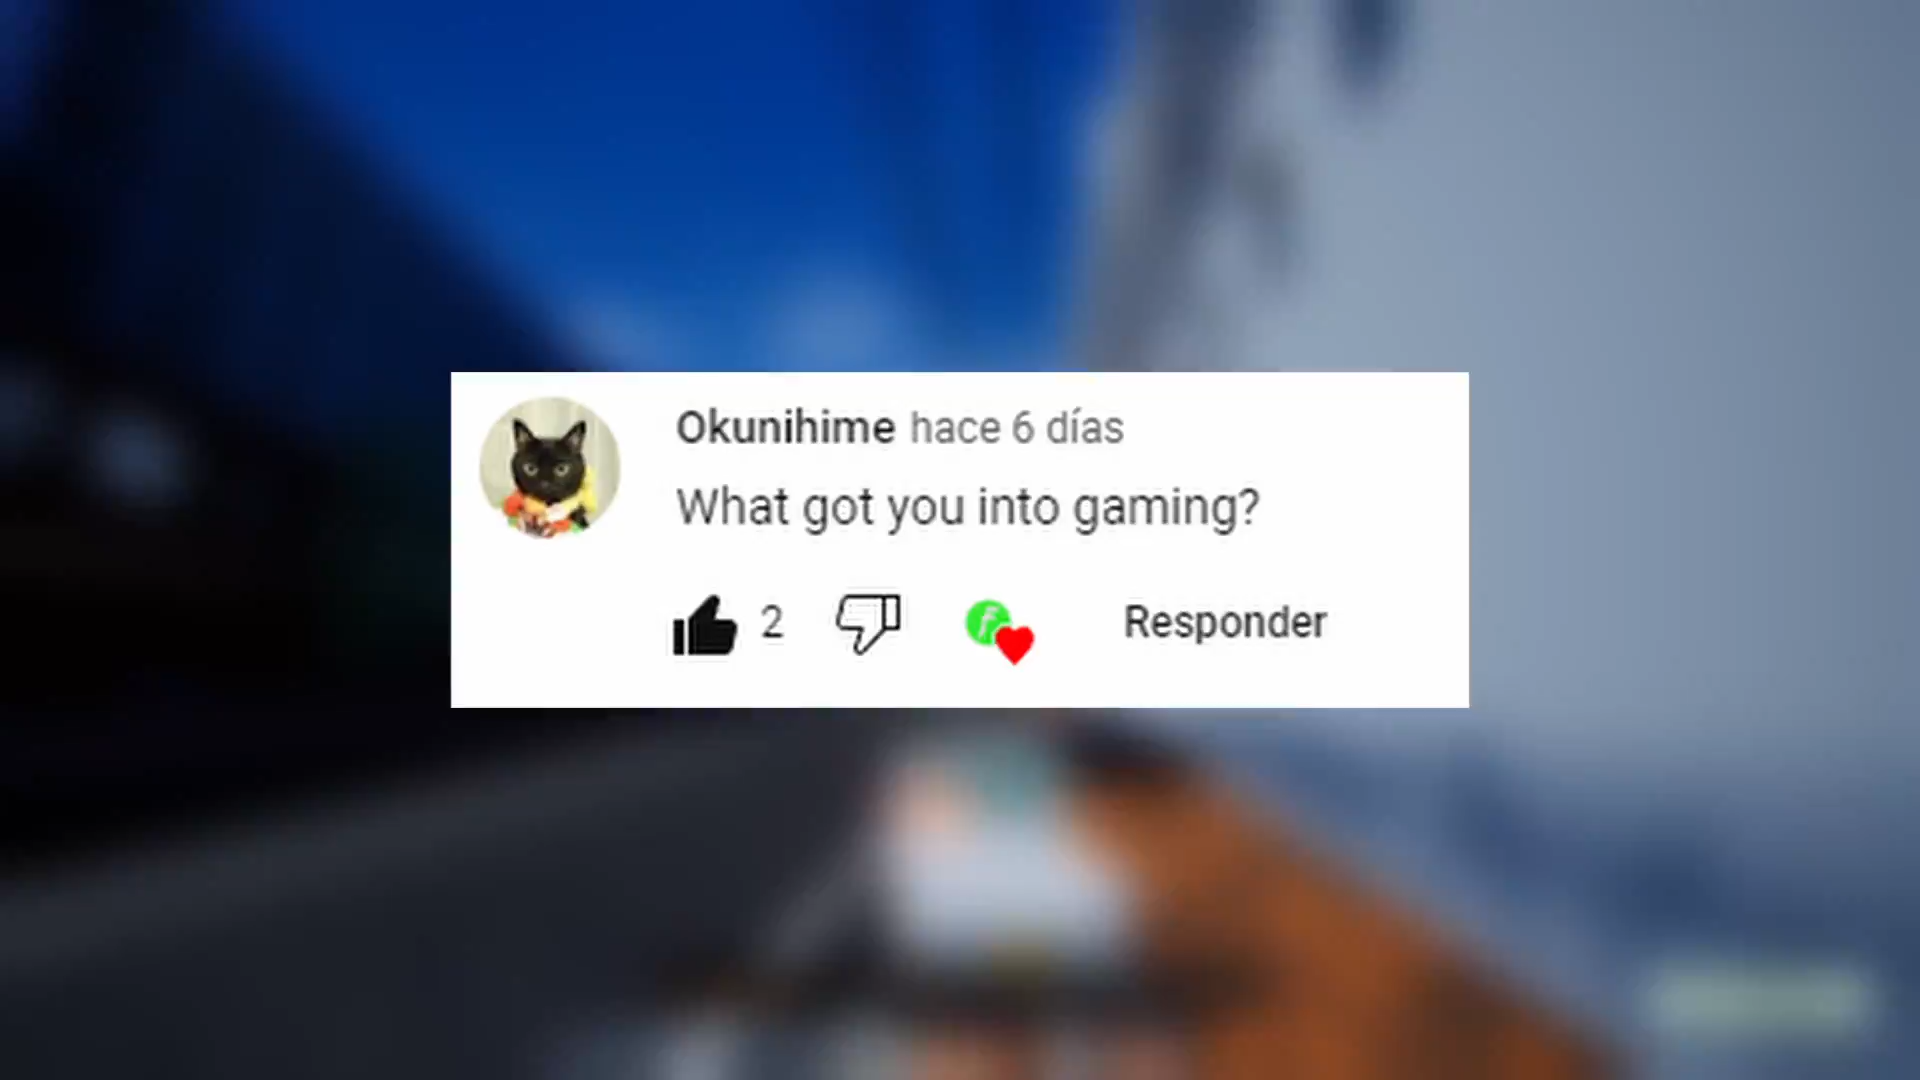 Okunihime hace 6 días
What got you into gaming?
2 Responder